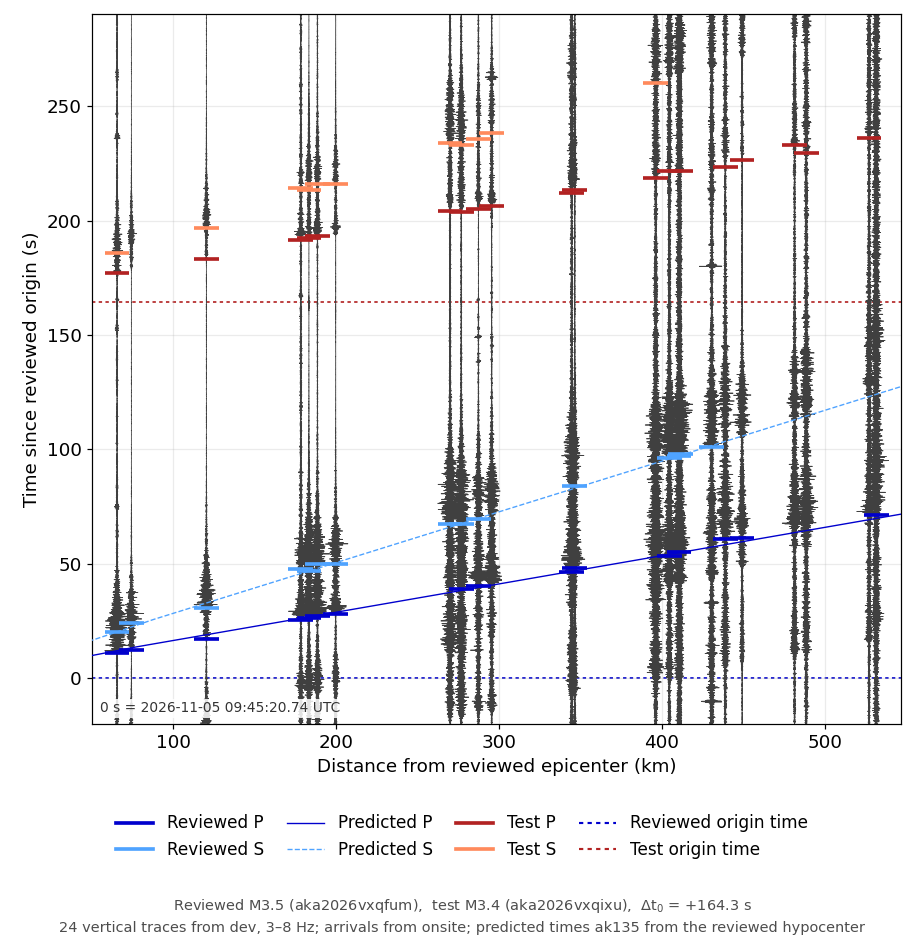 250
200
150
100
50
0
Time since reviewed origin (s)
0 s = 2026-11-05 09:45:20.74 UTC
100 200 300 400 500
Distance from reviewed epicenter (km)
Reviewed P Predicted P Test P Reviewed origin time
Reviewed S Predicted S Test S Test origin time
Reviewed M3.5 (aka2026vxqfum), test M3.4 (aka2026vxqixu), Δt₀ = +164.3 s
24 vertical traces from dev, 3–8 Hz; arrivals from onsite; predicted times ak135 from the reviewed hypocenter